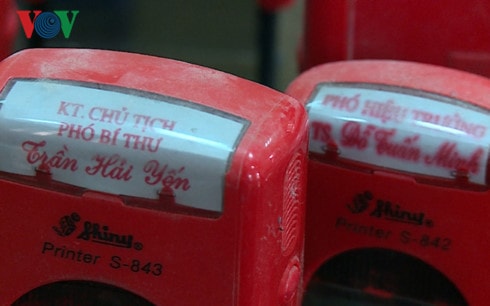 VOV
KT. CHỦ TỊCH
PHÓ BÍ THƯ
Trần Hải Yến
Shiny
Printer S-843
PHÓ HIỆU TRƯỞNG
TS. Đỗ Tuấn Minh
Shiny
Printer S-842